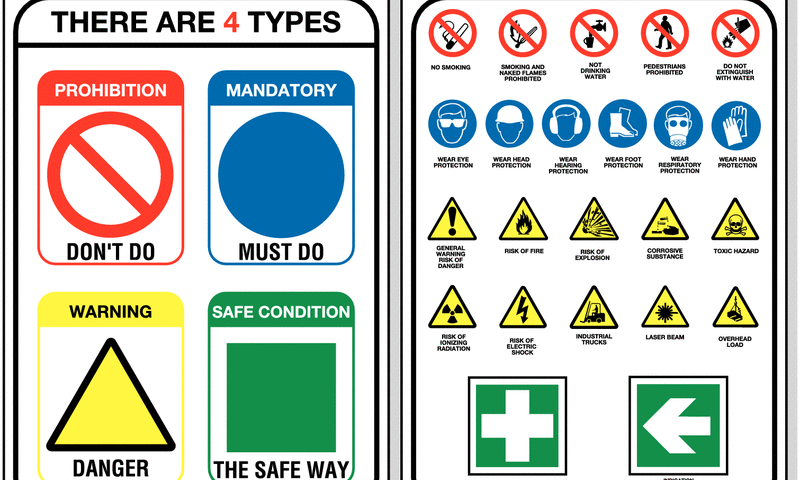 THERE ARE 4 TYPES
PROHIBITION
DON'T DO
MANDATORY
MUST DO
WARNING
DANGER
SAFE CONDITION
THE SAFE WAY
NO SMOKING
SMOKING AND
NAKED FLAMES
PROHIBITED
NOT
DRINKING
WATER
PEDESTRIANS
PROHIBITED
DO NOT
EXTINGUISH
WITH WATER
WEAR EYE
PROTECTION
WEAR HEAD
PROTECTION
WEAR
HEARING
PROTECTION
WEAR FOOT
PROTECTION
WEAR
RESPIRATORY
PROTECTION
WEAR HAND
PROTECTION
GENERAL
WARNING
RISK OF
DANGER
RISK OF FIRE
RISK OF
EXPLOSION
CORROSIVE
SUBSTANCE
TOXIC HAZARD
RISK OF
IONIZING
RADIATION
RISK OF
ELECTRIC
SHOCK
INDUSTRIAL
TRUCKS
LASER BEAM
OVERHEAD
LOAD